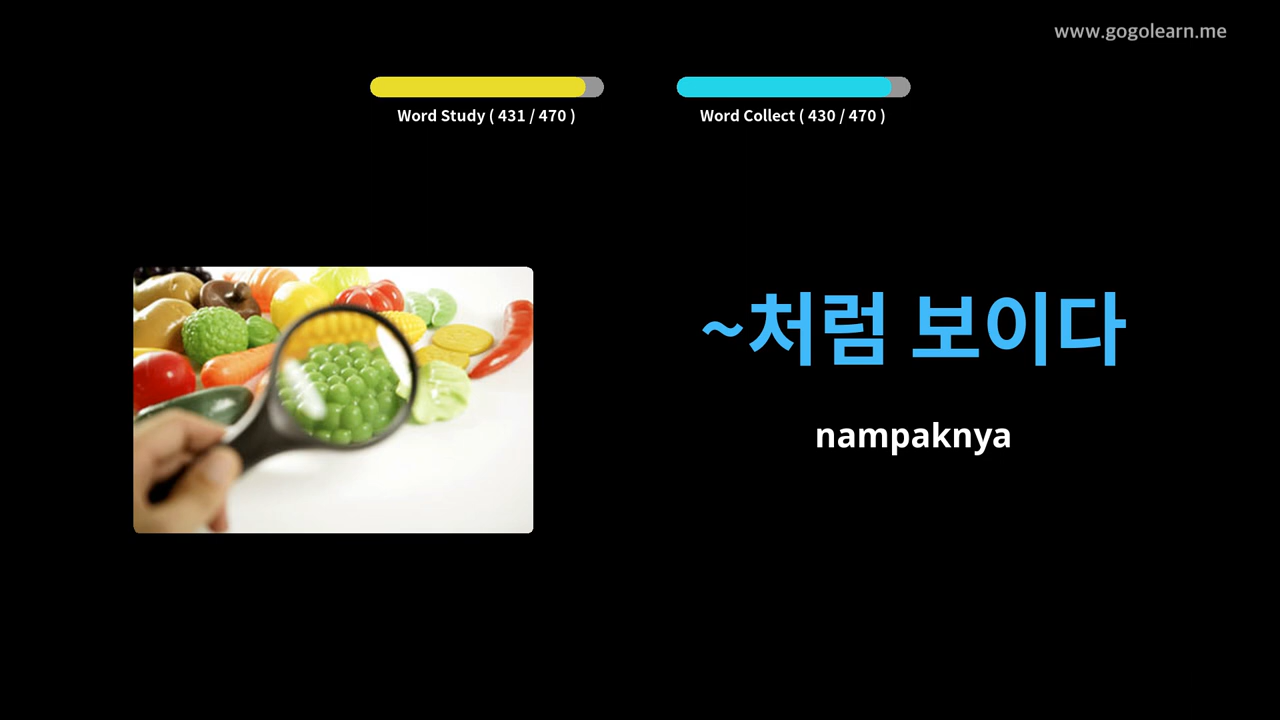 www.gogolearn.me
Word Study ( 431 / 470 )
Word Collect ( 430 / 470 )
~처럼 보이다
nampaknya